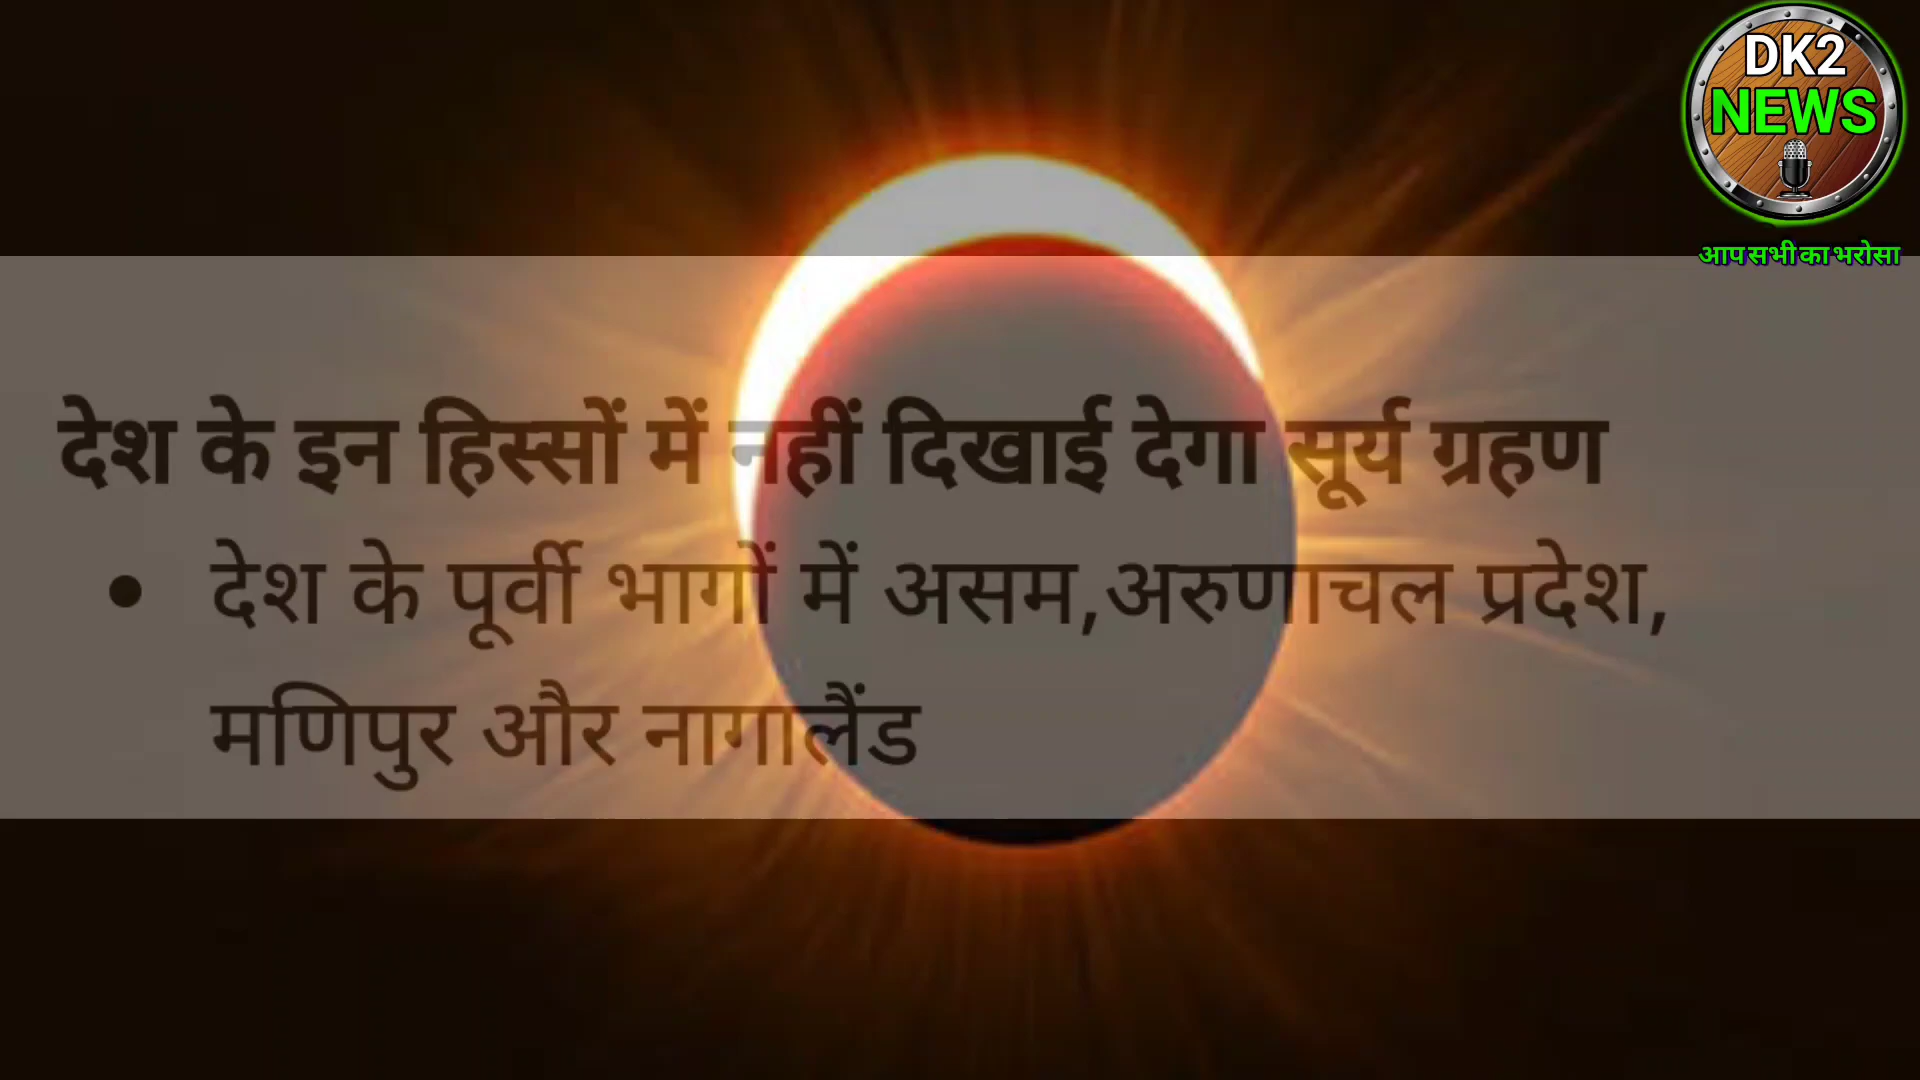 DK2
NEWS
आप सभी का भरोसा
देश के इन हिस्सों में नहीं दिखाई देगा सूर्य ग्रहण
• देश के पूर्वी भागों में असम,अरुणाचल प्रदेश,
मणिपुर और नागालैंड